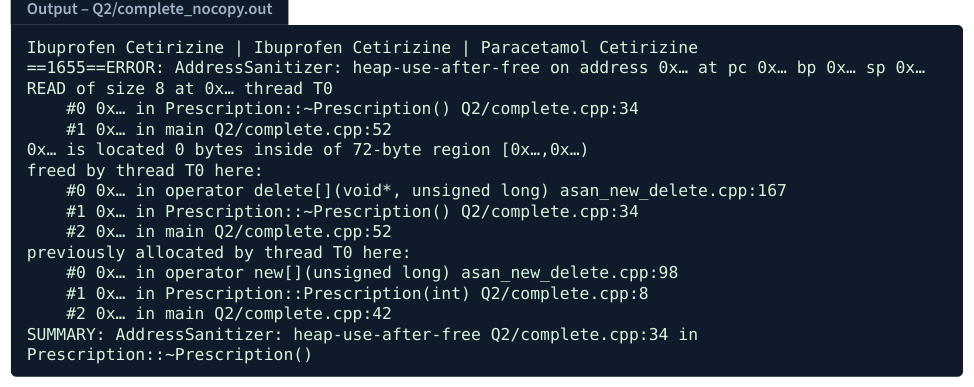 Output – Q2/complete_nocopy.out
Ibuprofen Cetirizine | Ibuprofen Cetirizine | Paracetamol Cetirizine
==1655==ERROR: AddressSanitizer: heap-use-after-free on address 0x… at pc 0x… bp 0x… sp 0x…
READ of size 8 at 0x… thread T0
    #0 0x… in Prescription::~Prescription() Q2/complete.cpp:34
    #1 0x… in main Q2/complete.cpp:52
0x… is located 0 bytes inside of 72-byte region [0x…,0x…)
freed by thread T0 here:
    #0 0x… in operator delete[](void*, unsigned long) asan_new_delete.cpp:167
    #1 0x… in Prescription::~Prescription() Q2/complete.cpp:34
    #2 0x… in main Q2/complete.cpp:52
previously allocated by thread T0 here:
    #0 0x… in operator new[](unsigned long) asan_new_delete.cpp:98
    #1 0x… in Prescription::Prescription(int) Q2/complete.cpp:8
    #2 0x… in main Q2/complete.cpp:42
SUMMARY: AddressSanitizer: heap-use-after-free Q2/complete.cpp:34 in
Prescription::~Prescription()